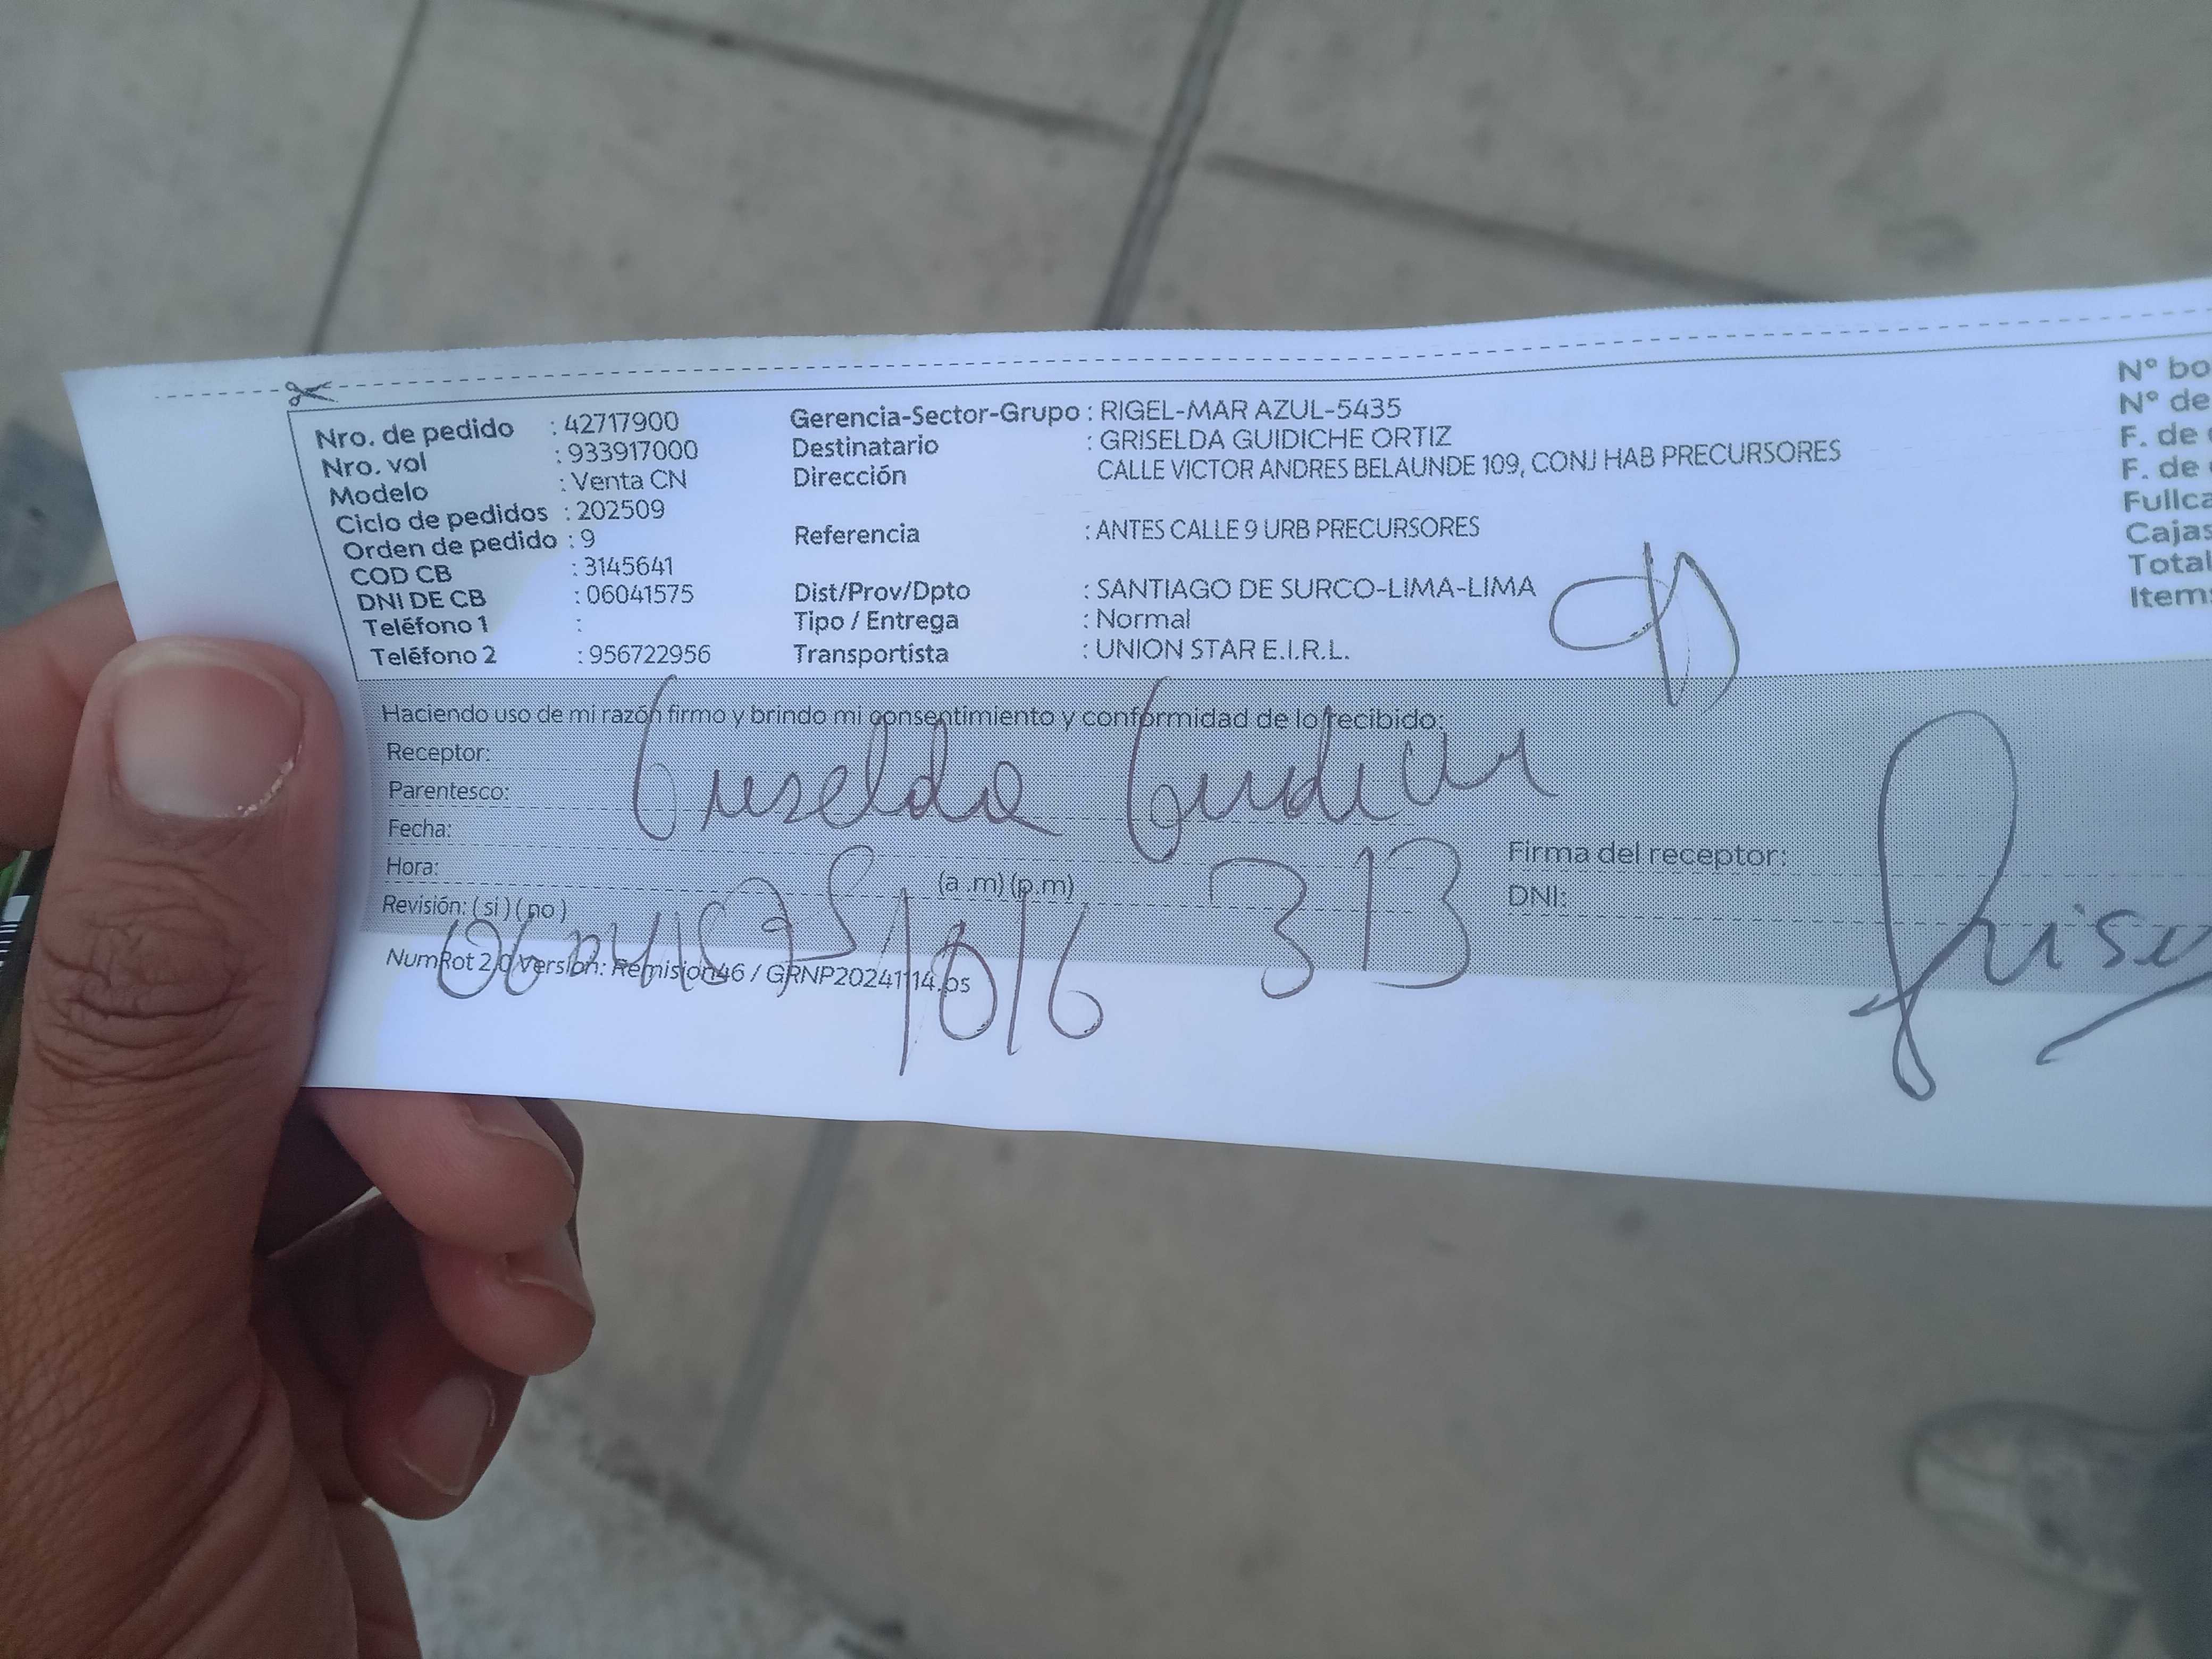 Nro. de pedido : 42717900
Nro. vol : 933917000
Modelo : Venta CN
Ciclo de pedidos : 202509
Orden de pedido : 9
COD CB : 3145641
DNI DE CB : 06041575
Teléfono 1 :
Teléfono 2 : 956722956
Gerencia-Sector-Grupo : RIGEL-MAR AZUL-5435
Destinatario : GRISELDA GUIDICHE ORTIZ
Dirección CALLE VICTOR ANDRES BELAUNDE 109, CONJ HAB PRECURSORES
Referencia : ANTES CALLE 9 URB PRECURSORES
Dist/Prov/Dpto : SANTIAGO DE SURCO-LIMA-LIMA
Tipo / Entrega : Normal
Transportista : UNION STAR E.I.R.L.
Nº bo
Nº de
F. de
F. de
Fullca
Cajas
Total
Items
Haciendo uso de mi razón firmo y brindo mi consentimiento y conformidad de lo recibido:
Receptor:
Parentesco:
Griselda
Fecha:
Hora: (a .m) (p.m) 313
Revisión: ( si ) ( no )
Firma del receptor:
DNI:
NumRot 2.0 Version: Remision46 / GRNP20241114.ps